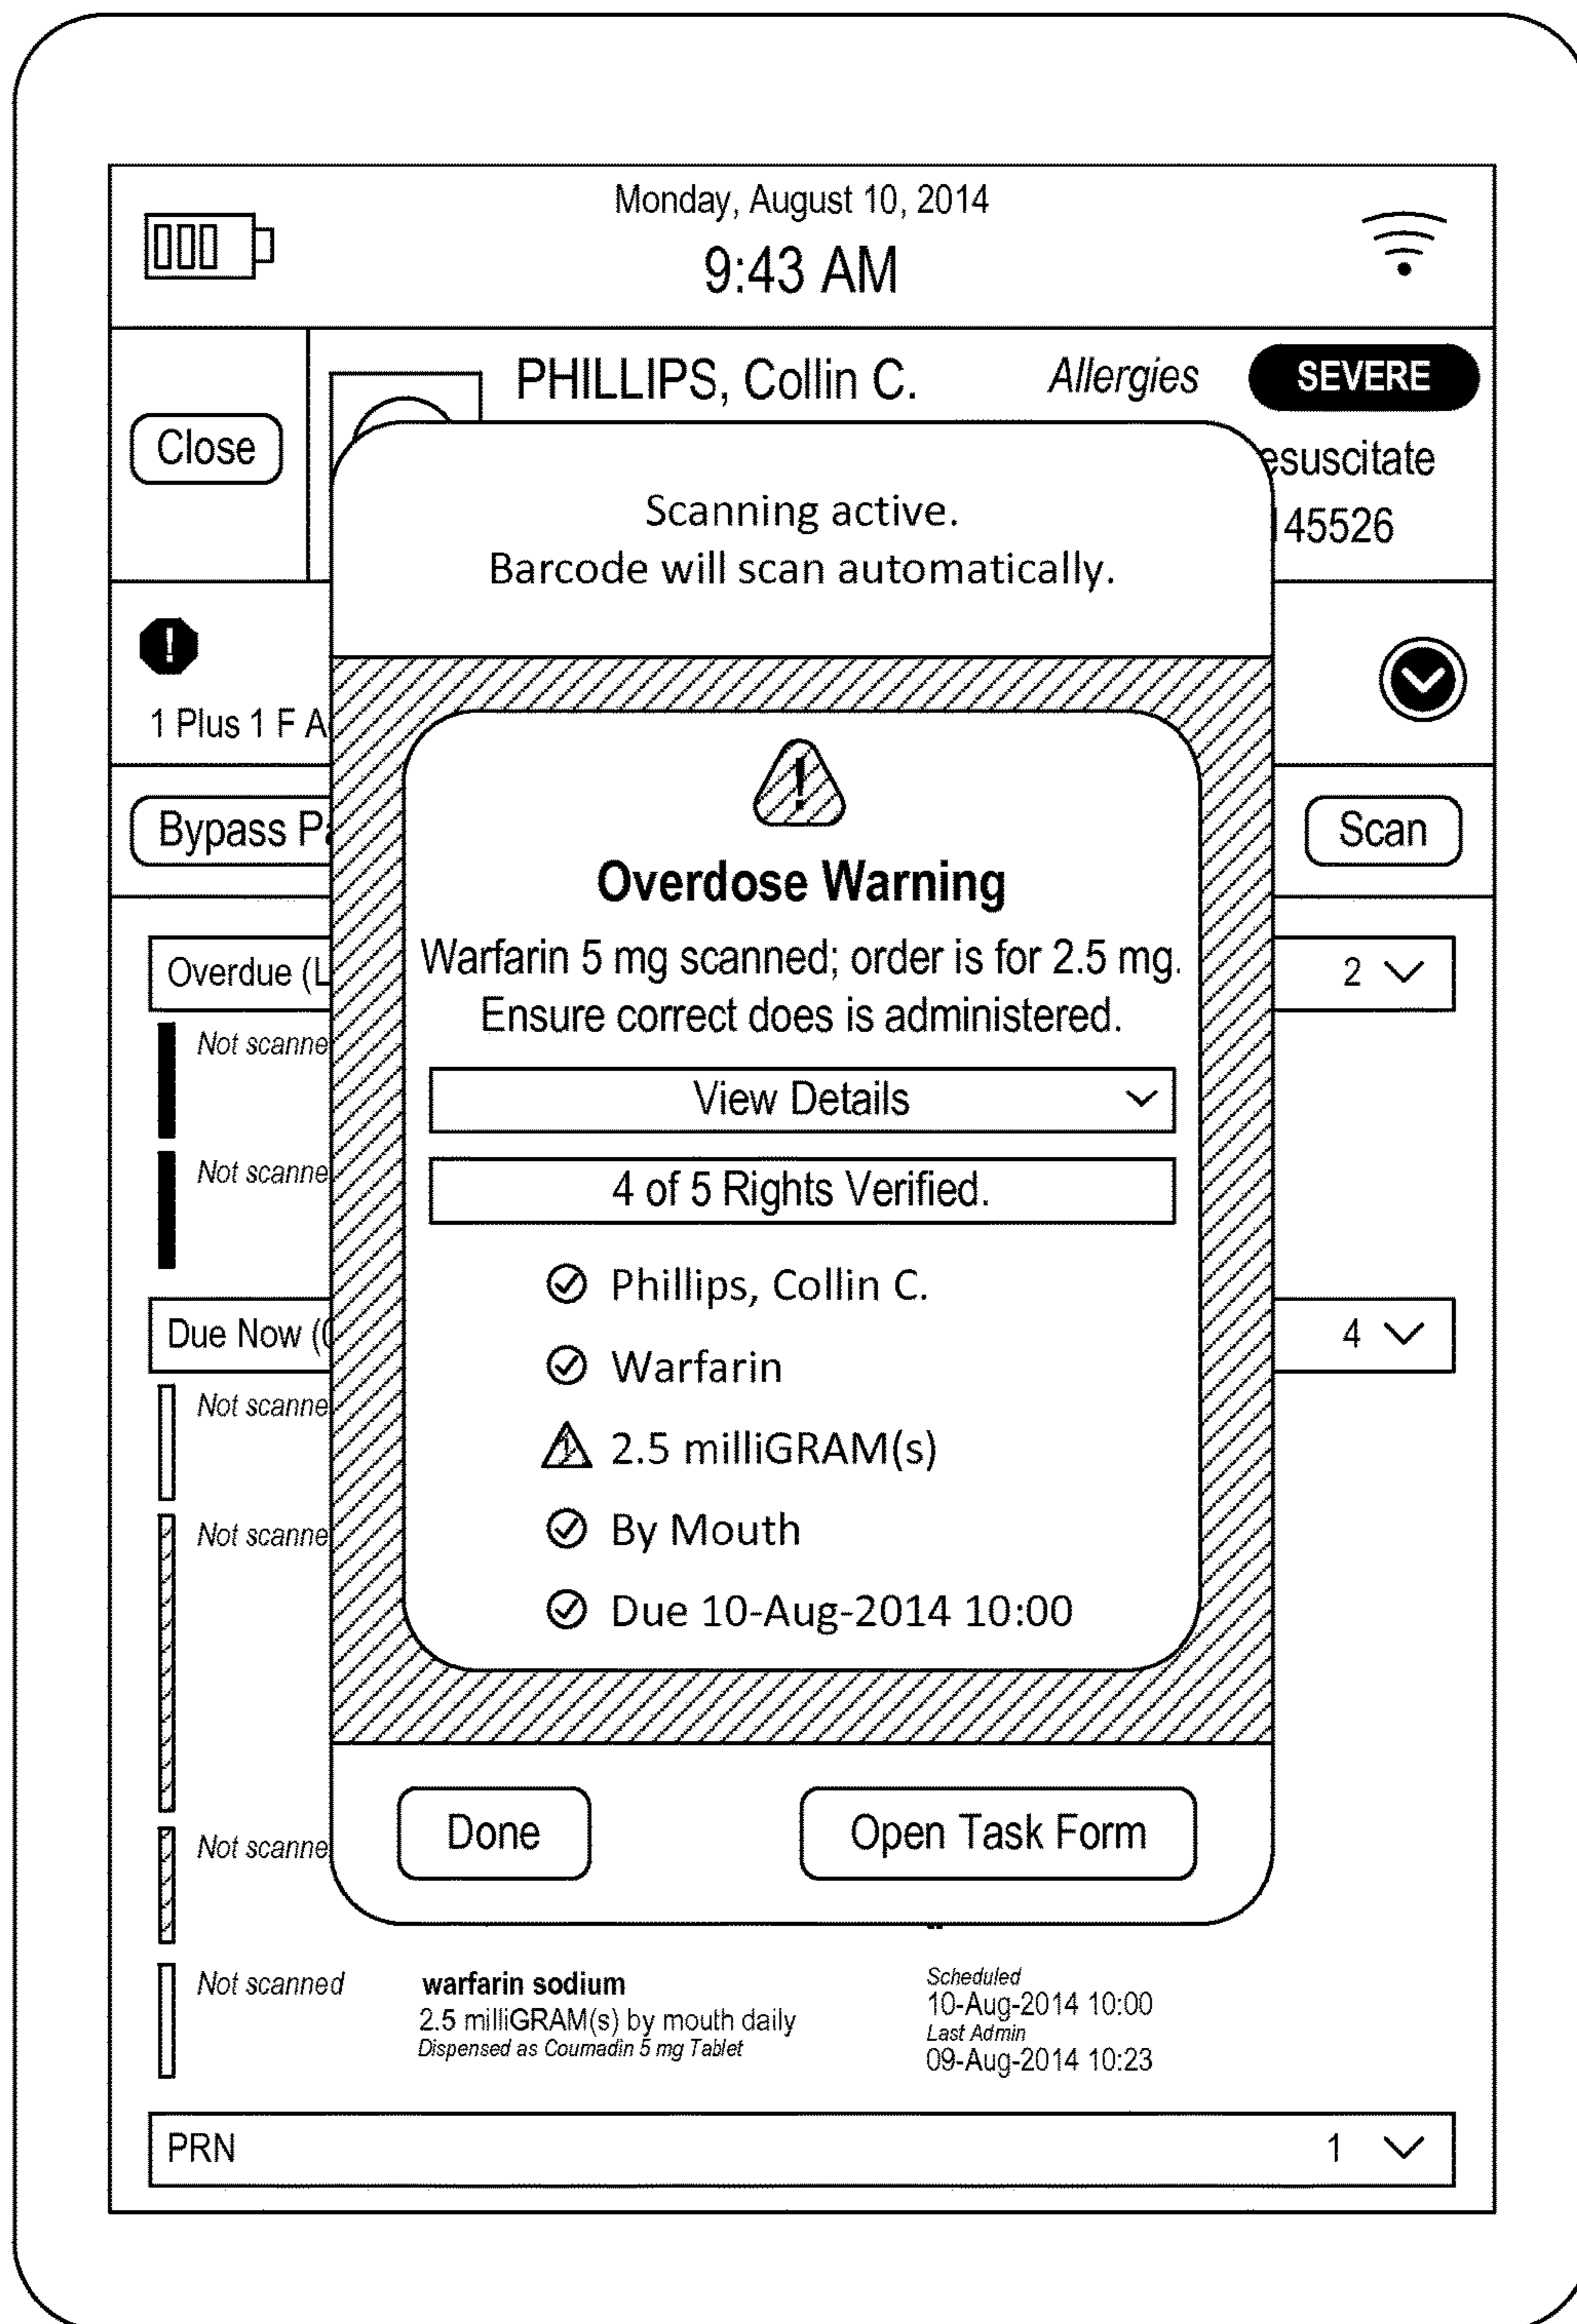 Monday, August 10, 2014
9:43 AM
PHILLIPS, Collin C.
Allergies
SEVERE
Close
esuscitate
145526
Scanning active.
Barcode will scan automatically.
!
1 Plus 1 F A
Bypass Pa
Scan
!
Overdose Warning
Warfarin 5 mg scanned; order is for 2.5 mg.
Ensure correct does is administered.
View Details
4 of 5 Rights Verified.
Overdue (L
2
Not scanne
Not scanne
Phillips, Collin C.
Due Now (
4
Warfarin
Not scanne
2.5 milliGRAM(s)
Not scanne
By Mouth
Due 10-Aug-2014 10:00
Done
Open Task Form
Not scanne
Not scanned
warfarin sodium
2.5 milliGRAM(s) by mouth daily
Dispensed as Coumadin 5 mg Tablet
Scheduled
10-Aug-2014 10:00
Last Admin
09-Aug-2014 10:23
PRN
1